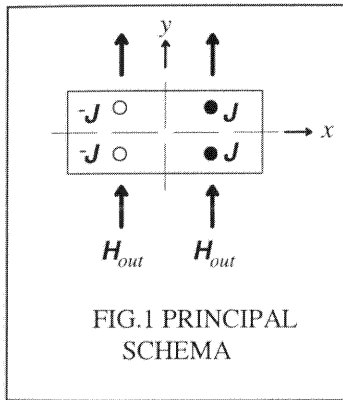 y
-J J
x
-J J
H_out H_out
FIG.1 PRINCIPAL
SCHEMA